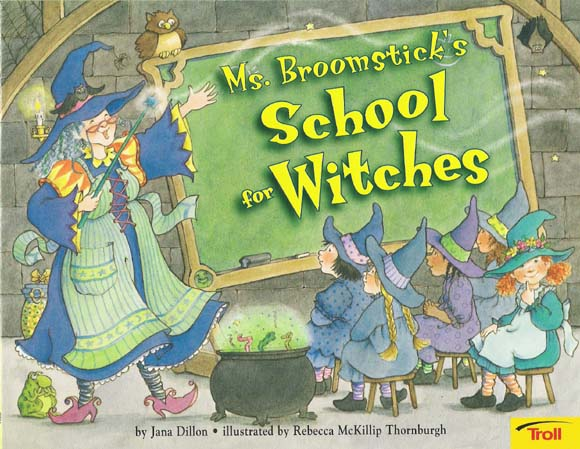 Ms. Broomstick's
School
for Witches
by Jana Dillon • illustrated by Rebecca McKillip Thornburgh
Troll